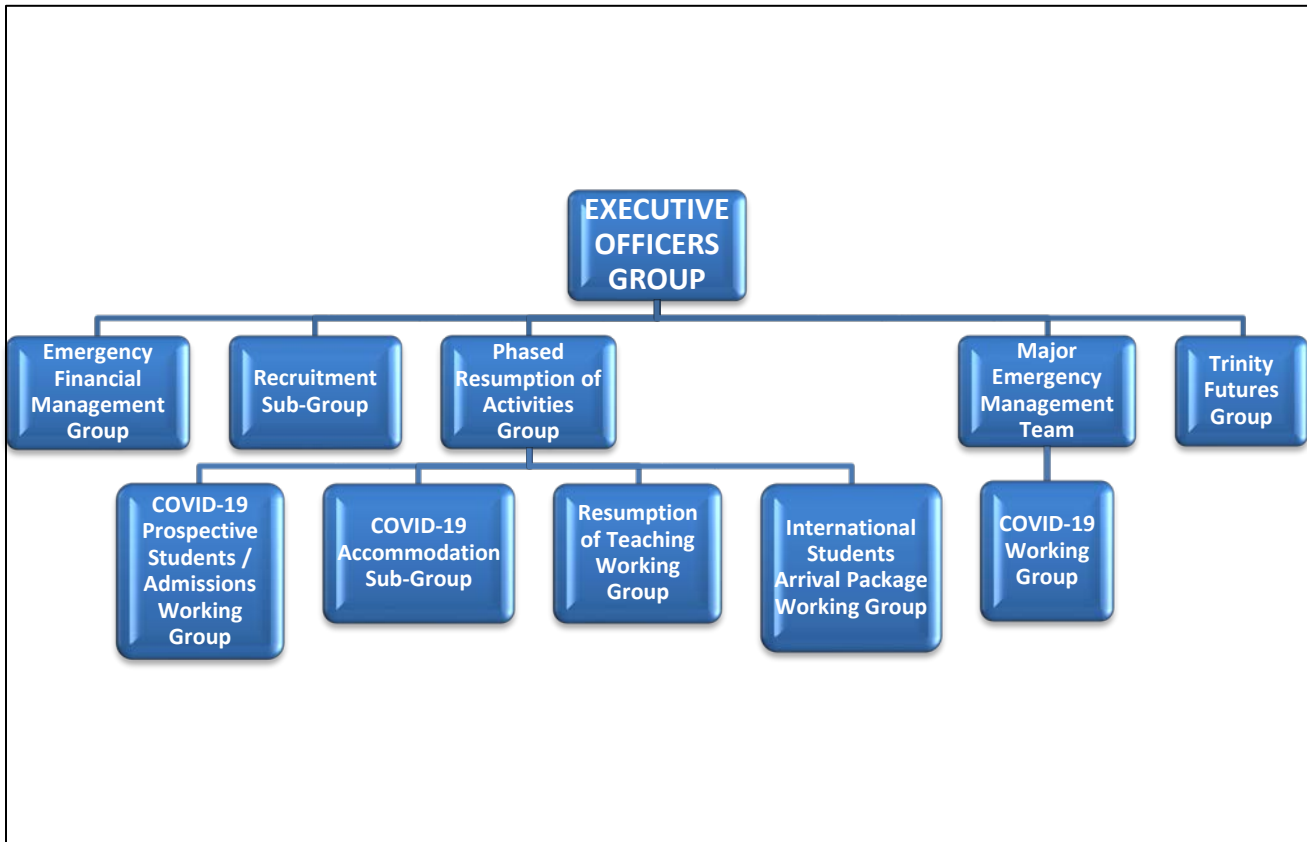 EXECUTIVE
OFFICERS
GROUP
Emergency
Financial
Management
Group
Recruitment
Sub-Group
Phased
Resumption of
Activities
Group
Major
Emergency
Management
Team
Trinity
Futures
Group
COVID-19
Prospective
Students /
Admissions
Working
Group
COVID-19
Accommodation
Sub-Group
Resumption
of Teaching
Working
Group
International
Students
Arrival Package
Working Group
COVID-19
Working
Group